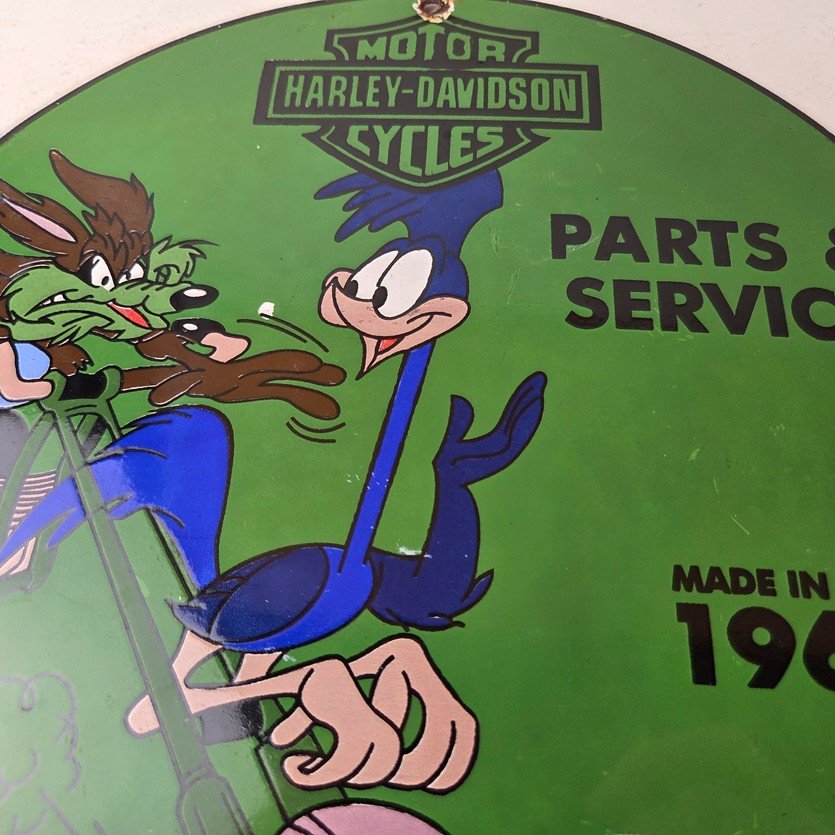 MOTOR
HARLEY-DAVIDSON
CYCLES
PARTS &
SERVIC
MADE IN
196